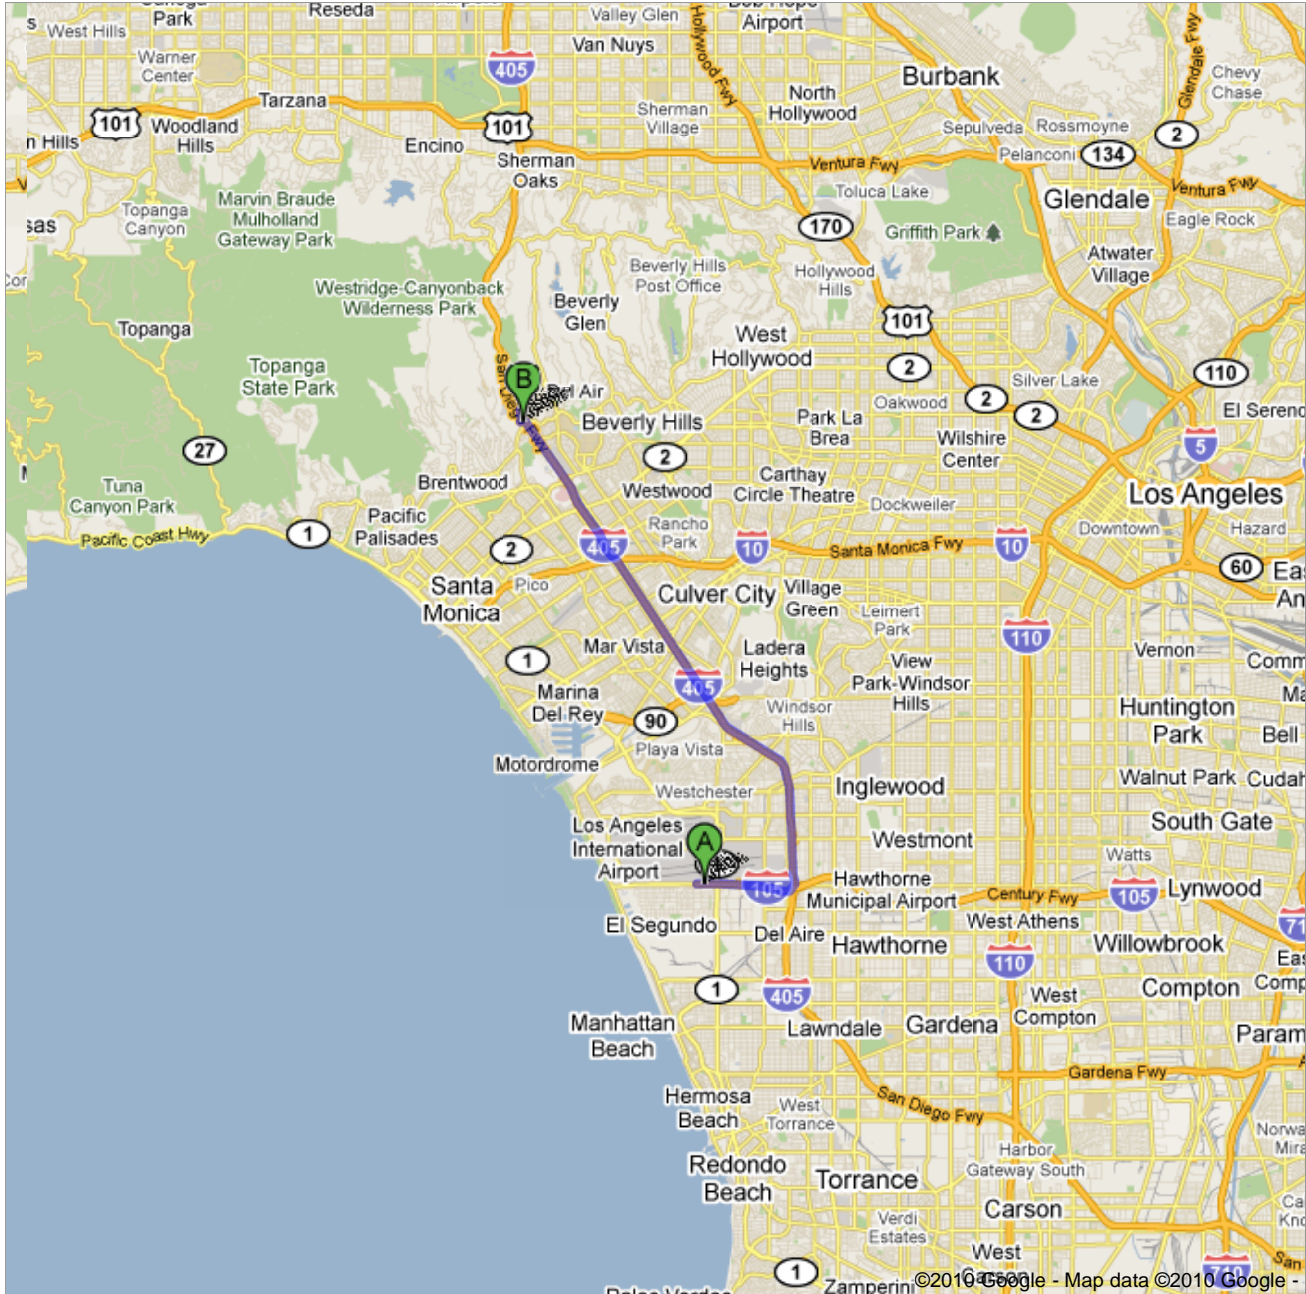 Park
Reseda
Airport
Valley Glen
West Hills
Van Nuys
Hollywood Fwy
Glendale Fwy
Warner
Center
405
Burbank
Chevy
Chase
Tarzana
North
Hollywood
101
Woodland
Hills
101
Sherman
Village
Sepulveda
Rossmoyne
2
Encino
Sherman
Oaks
Ventura Fwy
Pelanconi
134
Ventura Fwy
Toluca Lake
Glendale
Marvin Braude
Mulholland
Gateway Park
Topanga
Canyon
170
Griffith Park
Eagle Rock
Atwater
Village
Beverly Hills
Post Office
Hollywood
Hills
Westridge-Canyonback
Wilderness Park
Beverly
Glen
Topanga
101
West
Hollywood
Topanga
State Park
2
110
Silver Lake
B
2
Oakwood
2
Beverly Hills
Park La
Brea
5
27
Wilshire
Center
2
Brentwood
Westwood
Carthay
Circle Theatre
Los Angeles
Tuna
Canyon Park
Dockweiler
Pacific
Palisades
Rancho
Park
Downtown
Hazard
Pacific Coast Hwy
1
2
405
10
Santa Monica Fwy
10
60
Santa
Monica
Pico
Culver City
Village
Green
Leimert
Park
110
Mar Vista
Ladera
Heights
Vernon
1
View
Park-Windsor
Hills
405
Marina
Del Rey
90
Windsor
Hills
Huntington
Park
Bell
Playa Vista
Motordrome
Walnut Park
Westchester
Inglewood
South Gate
Los Angeles
International
Airport
A
Westmont
Watts
105
Hawthorne
Municipal Airport
Century Fwy
105
Lynwood
El Segundo
Del Aire
West Athens
Hawthorne
Willowbrook
110
1
405
West
Compton
Compton
Manhattan
Beach
Lawndale
Gardena
Gardena Fwy
Hermosa
Beach
San Diego Fwy
West
Torrance
Harbor
Gateway South
Redondo
Beach
Torrance
Carson
Verdi
Estates
West
Carson
1
Zamperini
710
©2010 Google - Map data ©2010 Google -